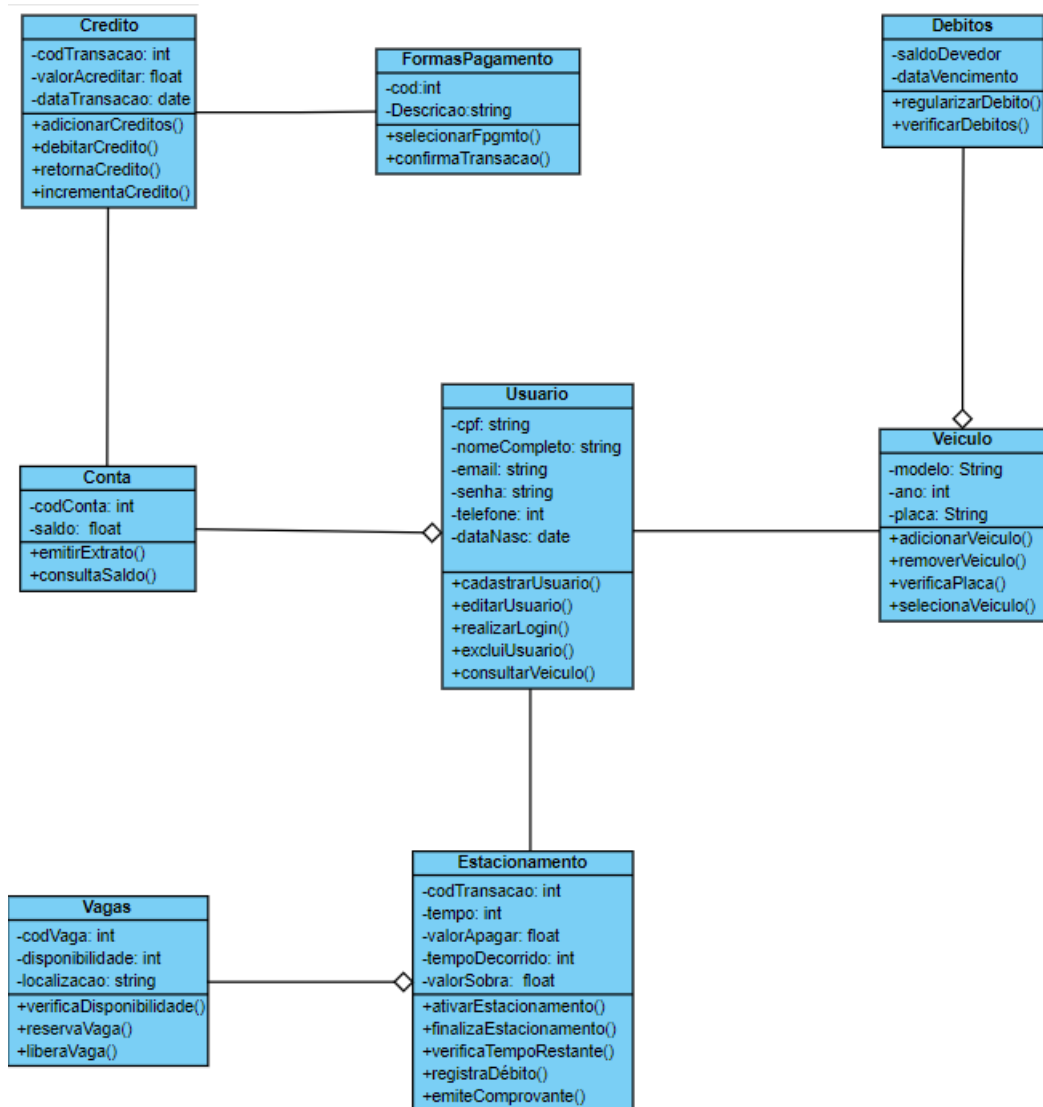 Credito
-codTransacao: int
-valorAcreditar: float
-dataTransacao: date
+adicionarCreditos()
+debitarCredito()
+retornaCredito()
+incrementaCredito()
FormasPagamento
-cod:int
-Descricao:string
+selecionarFpgmto()
+confirmaTransacao()
Debitos
-saldoDevedor
-dataVencimento
+regularizarDebito()
+verificarDebitos()
Conta
-codConta: int
-saldo:  float
+emitirExtrato()
+consultaSaldo()
Usuario
-cpf: string
-nomeCompleto: string
-email: string
-senha: string
-telefone: int
-dataNasc: date
+cadastrarUsuario()
+editarUsuario()
+realizarLogin()
+excluiUsuario()
+consultarVeiculo()
Veiculo
-modelo: String
-ano: int
-placa: String
+adicionarVeiculo()
+removerVeiculo()
+verificaPlaca()
+selecionaVeiculo()
Vagas
-codVaga: int
-disponibilidade: int
-localizacao: string
+verificaDisponibilidade()
+reservaVaga()
+liberaVaga()
Estacionamento
-codTransacao: int
-tempo: int
-valorApagar: float
-tempoDecorrido: int
-valorSobra:  float
+ativarEstacionamento()
+finalizaEstacionamento()
+verificaTempoRestante()
+registraDébito()
+emiteComprovante()